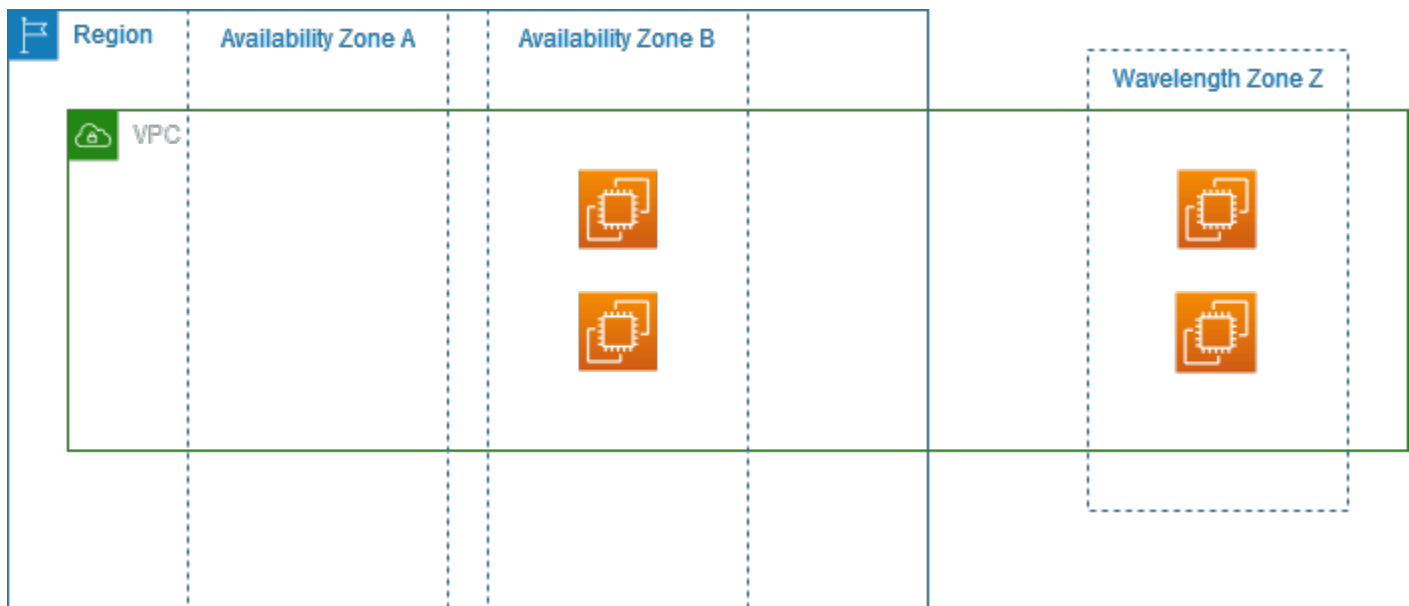 Region
Availability Zone A
Availability Zone B
Wavelength Zone Z
VPC